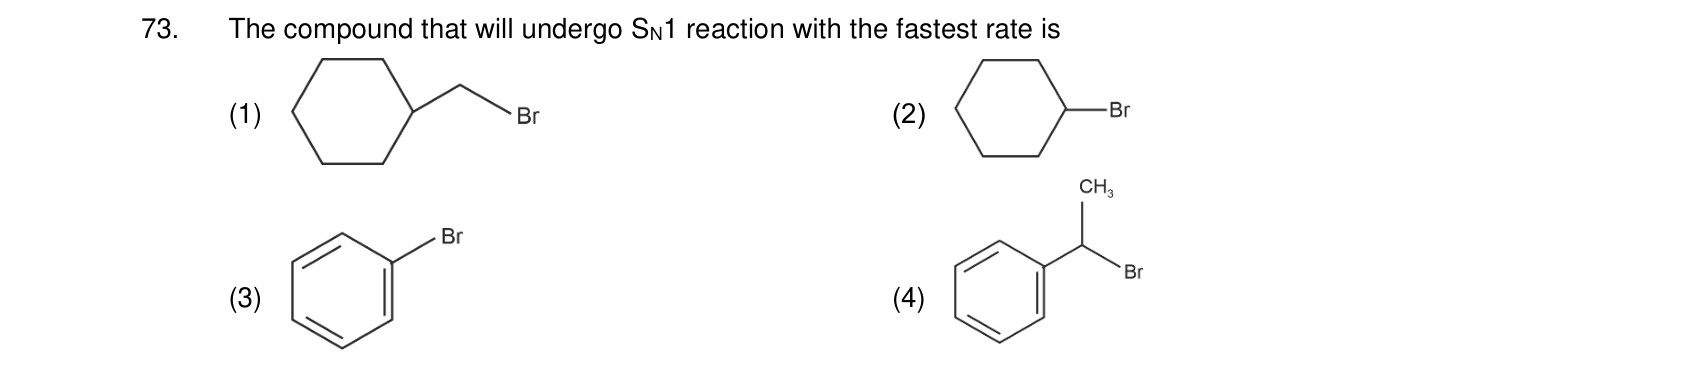 73. The compound that will undergo SN1 reaction with the fastest rate is
(1) Br (2) Br
CH3
(3) Br (4) Br